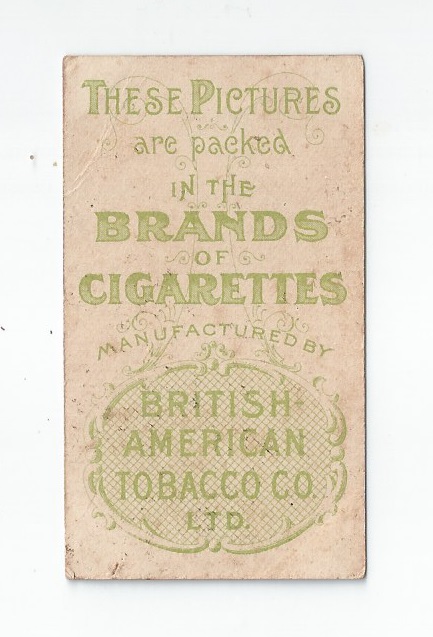 THESE PICTURES
are packed
IN THE
BRANDS
OF
CIGARETTES
MANUFACTURED BY
BRITISH-
AMERICAN
TOBACCO CO.
LTD.